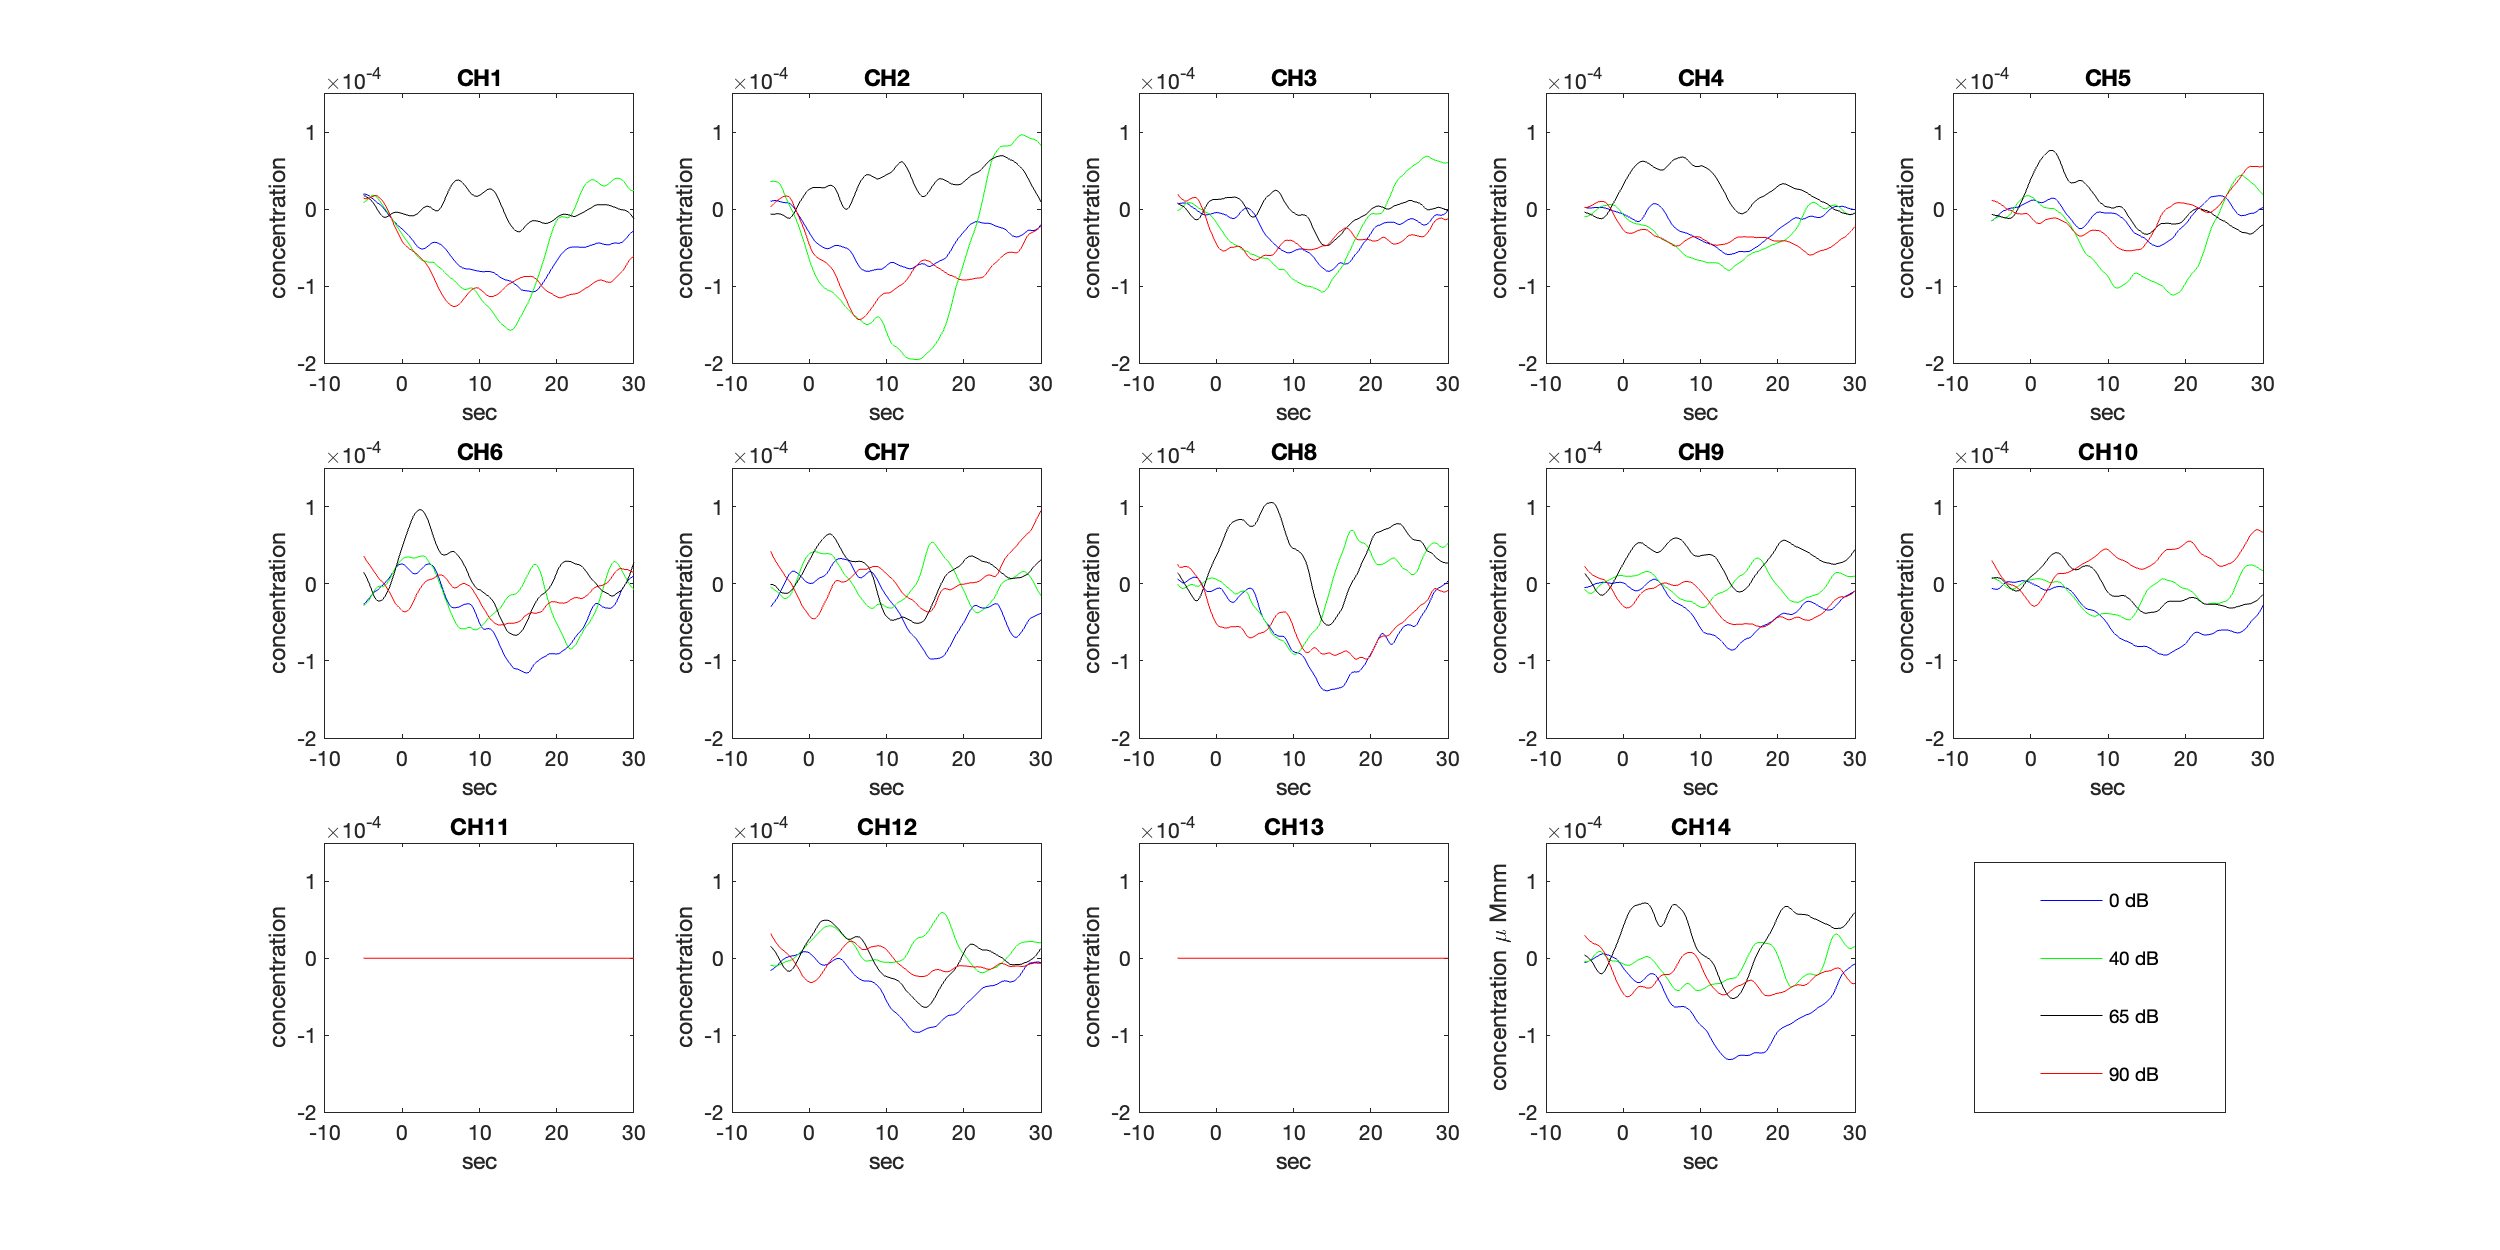 CH1
×10-4
1
0
-1
-2
-10 0 10 20 30
sec
concentration
CH2
×10-4
1
0
-1
-2
-10 0 10 20 30
sec
concentration
CH3
×10-4
1
0
-1
-2
-10 0 10 20 30
sec
concentration
CH4
×10-4
1
0
-1
-2
-10 0 10 20 30
sec
concentration
CH5
×10-4
1
0
-1
-2
-10 0 10 20 30
sec
concentration
CH6
×10-4
1
0
-1
-2
-10 0 10 20 30
sec
concentration
CH7
×10-4
1
0
-1
-2
-10 0 10 20 30
sec
concentration
CH8
×10-4
1
0
-1
-2
-10 0 10 20 30
sec
concentration
CH9
×10-4
1
0
-1
-2
-10 0 10 20 30
sec
concentration
CH10
×10-4
1
0
-1
-2
-10 0 10 20 30
sec
concentration
CH11
×10-4
1
0
-1
-2
-10 0 10 20 30
sec
concentration
CH12
×10-4
1
0
-1
-2
-10 0 10 20 30
sec
concentration
CH13
×10-4
1
0
-1
-2
-10 0 10 20 30
sec
concentration
CH14
×10-4
1
0
-1
-2
-10 0 10 20 30
sec
concentration μ Mmm
0 dB
40 dB
65 dB
90 dB